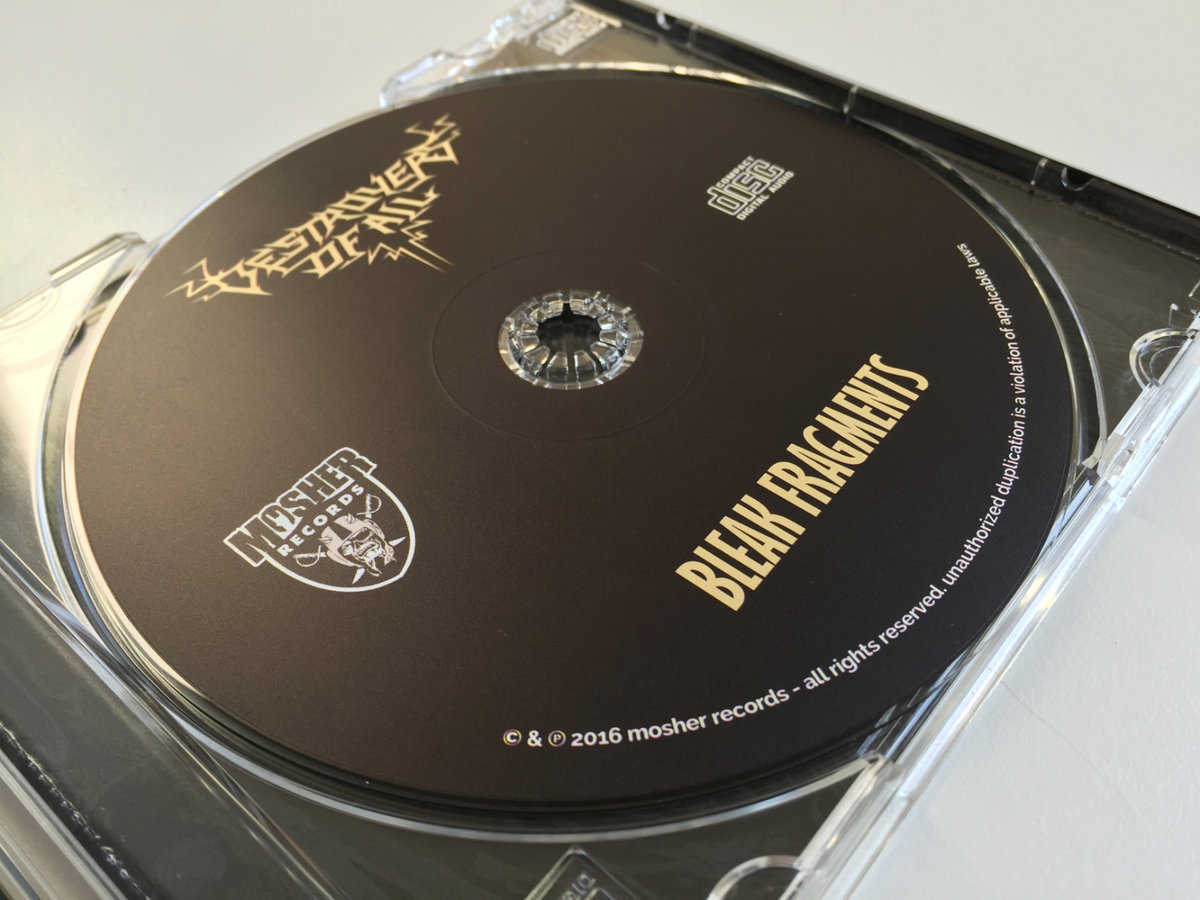 DESTROYERS
OF ALL
COMPACT
disc
DIGITAL AUDIO
MOSHER
RECORDS
BLEAK FRAGMENTS
© & ℗ 2016 mosher records - all rights reserved. unauthorized duplication is a violation of applicable laws